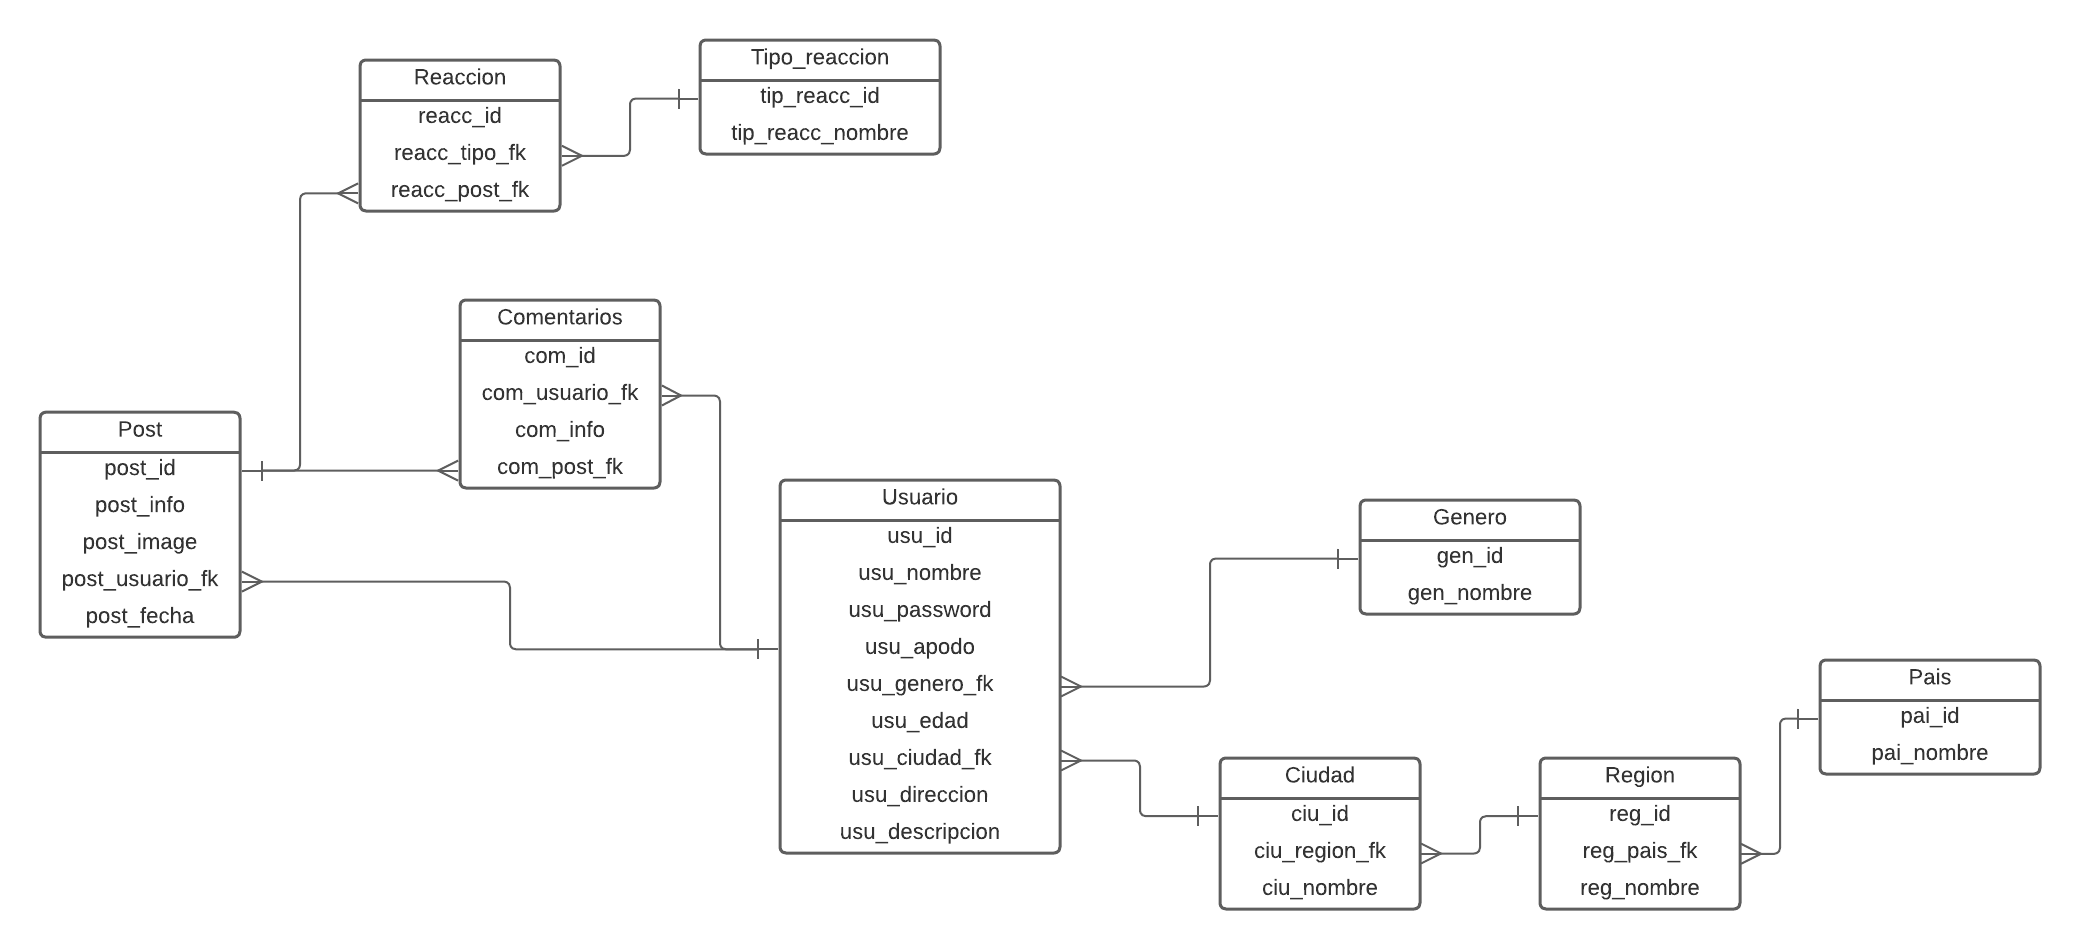 Tipo_reaccion
tip_reacc_id
tip_reacc_nombre
Reaccion
reacc_id
reacc_tipo_fk
reacc_post_fk
Comentarios
com_id
com_usuario_fk
com_info
com_post_fk
Post
post_id
post_info
post_image
post_usuario_fk
post_fecha
Usuario
usu_id
usu_nombre
usu_password
usu_apodo
usu_genero_fk
usu_edad
usu_ciudad_fk
usu_direccion
usu_descripcion
Genero
gen_id
gen_nombre
Ciudad
ciu_id
ciu_region_fk
ciu_nombre
Region
reg_id
reg_pais_fk
reg_nombre
Pais
pai_id
pai_nombre